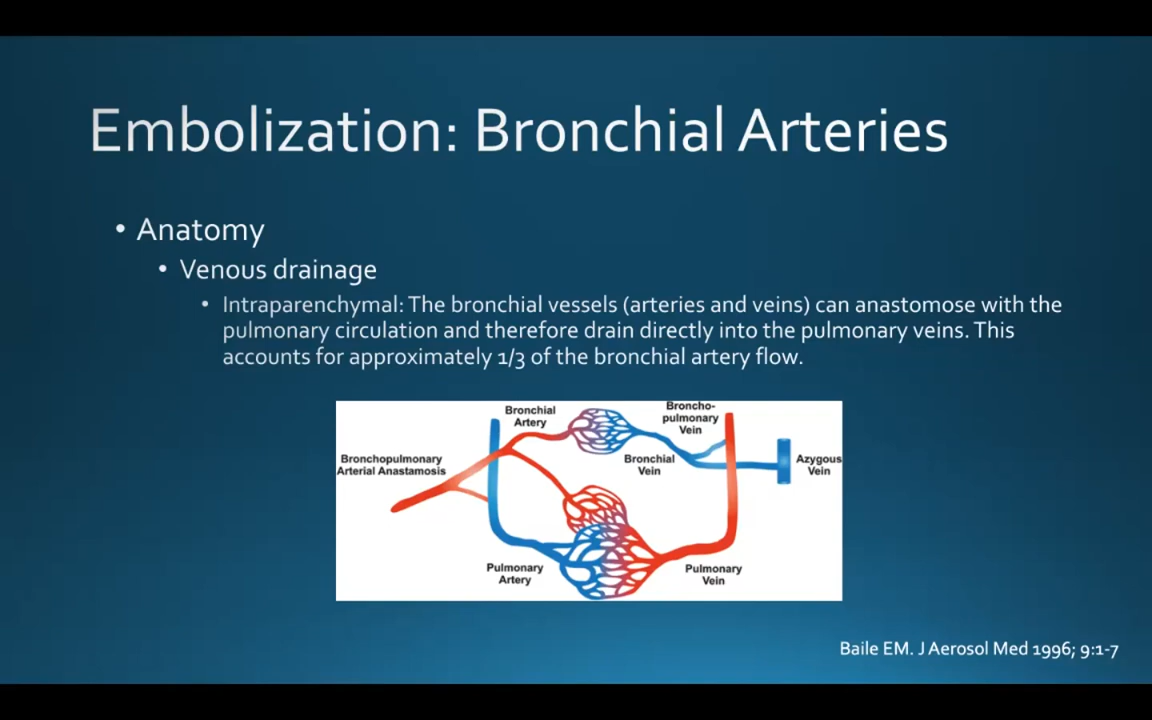 Embolization: Bronchial Arteries
• Anatomy
• Venous drainage
• Intraparenchymal: The bronchial vessels (arteries and veins) can anastomose with the
pulmonary circulation and therefore drain directly into the pulmonary veins. This
accounts for approximately 1/3 of the bronchial artery flow.
Bronchial
Artery
Broncho-
pulmonary
Vein
Bronchopulmonary
Arterial Anastamosis
Bronchial
Vein
Azygous
Vein
Pulmonary
Artery
Pulmonary
Vein
Baile EM. J Aerosol Med 1996; 9:1-7